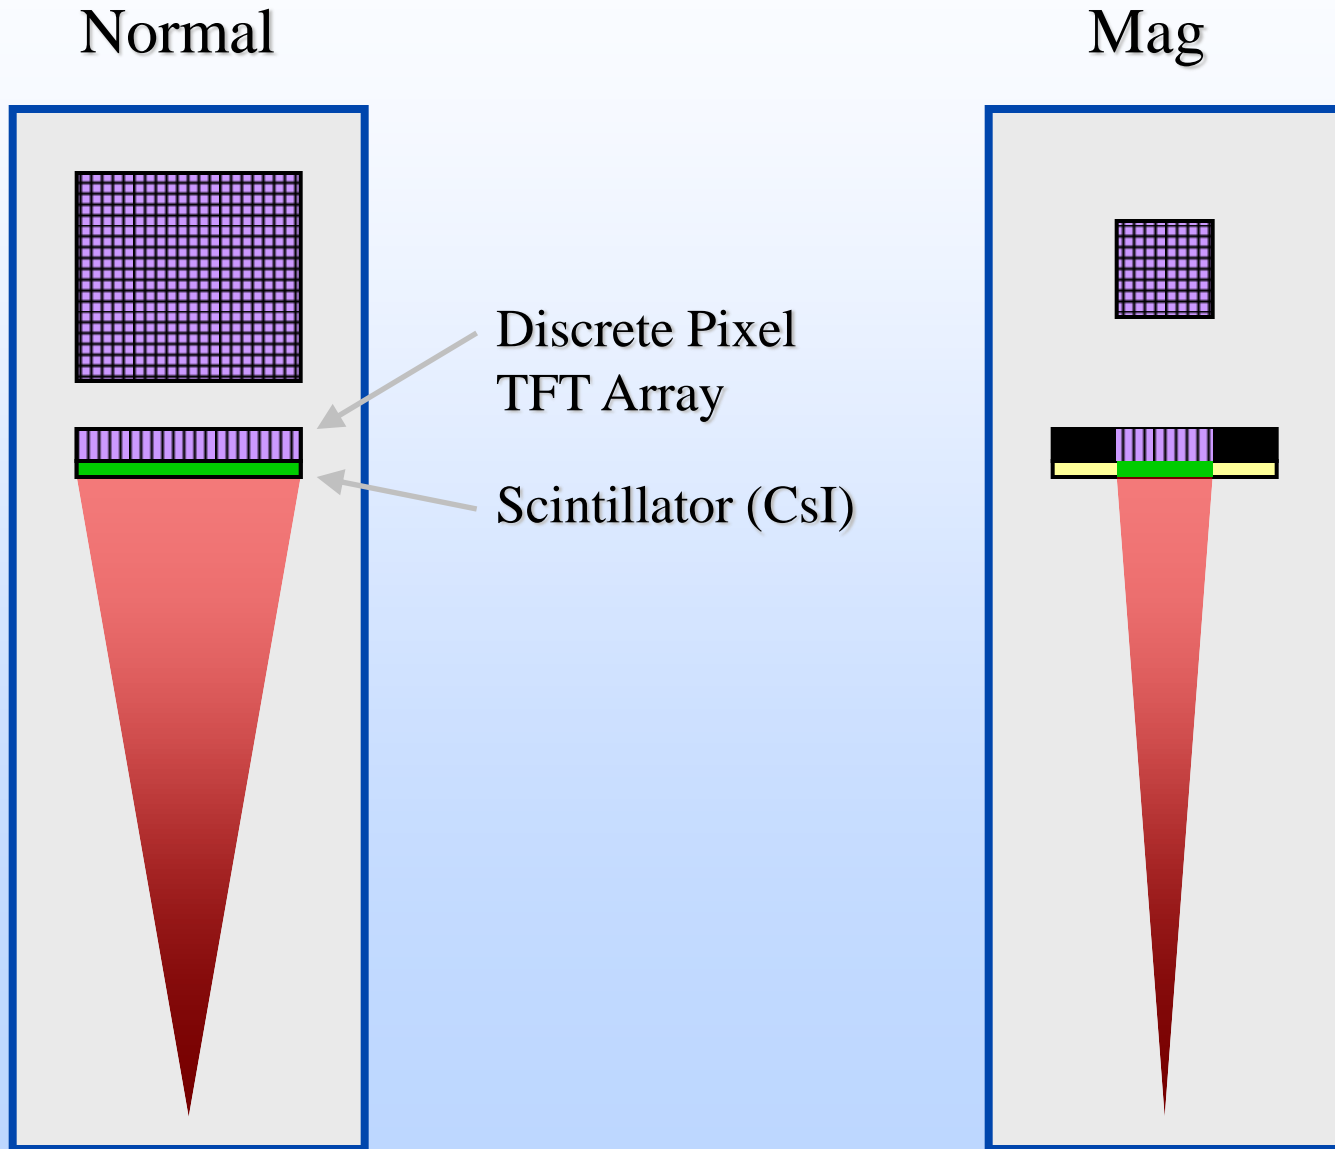 Normal
Mag
Discrete Pixel
TFT Array
Scintillator (CsI)